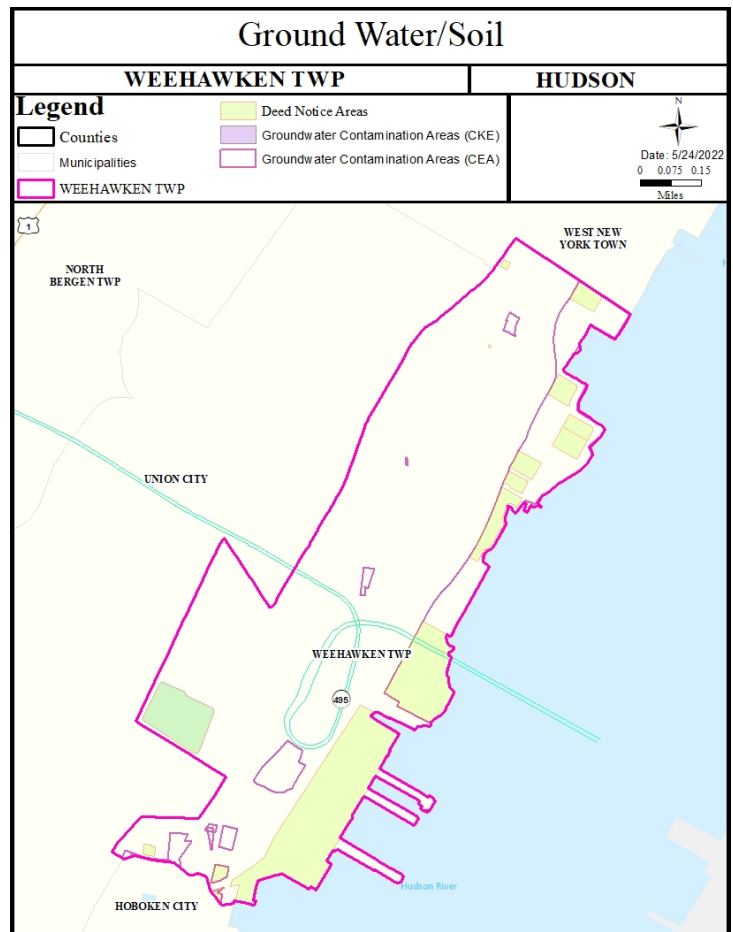 Ground Water/Soil
WEEHAWKEN TWP
HUDSON
Legend
Counties
Municipalities
WEEHAWKEN TWP
Deed Notice Areas
Groundwater Contamination Areas (CKE)
Groundwater Contamination Areas (CEA)
N
Date: 5/24/2022
0 0.075 0.15
Miles
1
WEST NEW
YORK TOWN
NORTH
BERGEN TWP
UNION CITY
WEEHAWKEN TWP
495
Hudson River
HOBOKEN CITY